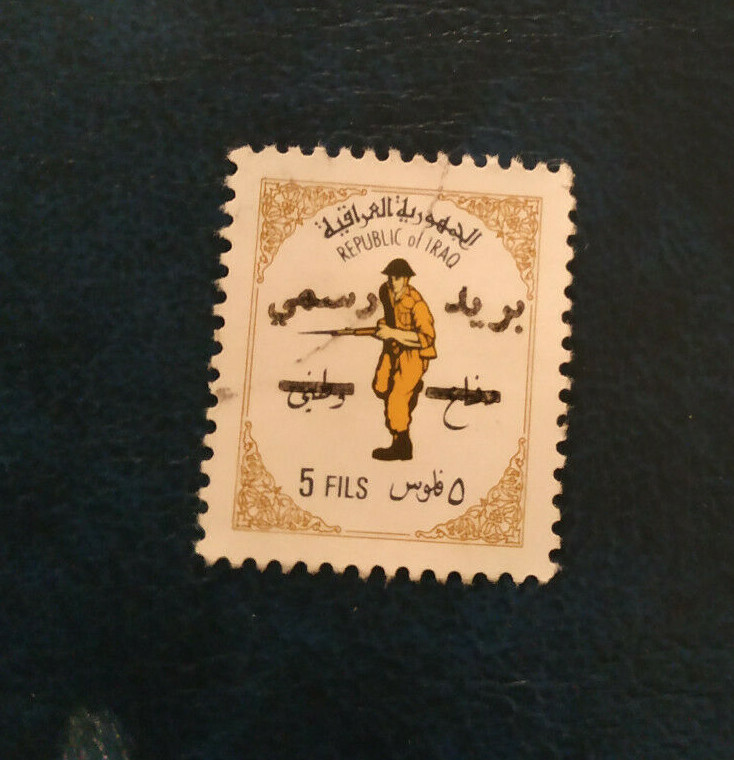 الجمهورية العراقية
REPUBLIC of IRAQ
بريد رسمي
دفاع وطني
5 FILS ٥ فلوس